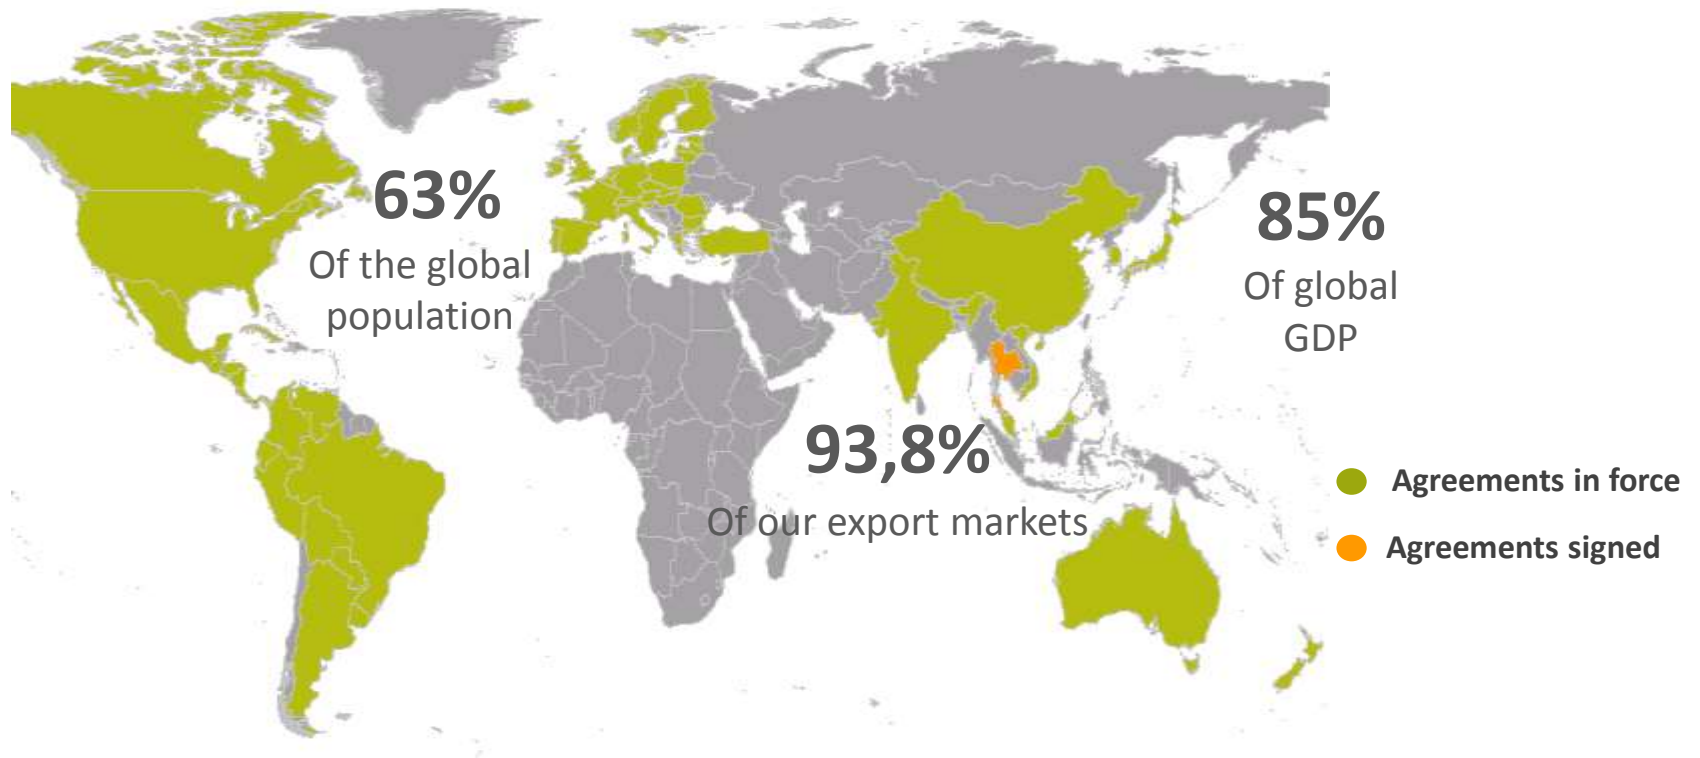 63%
Of the global
population
85%
Of global
GDP
93,8%
Of our export markets
Agreements in force
Agreements signed